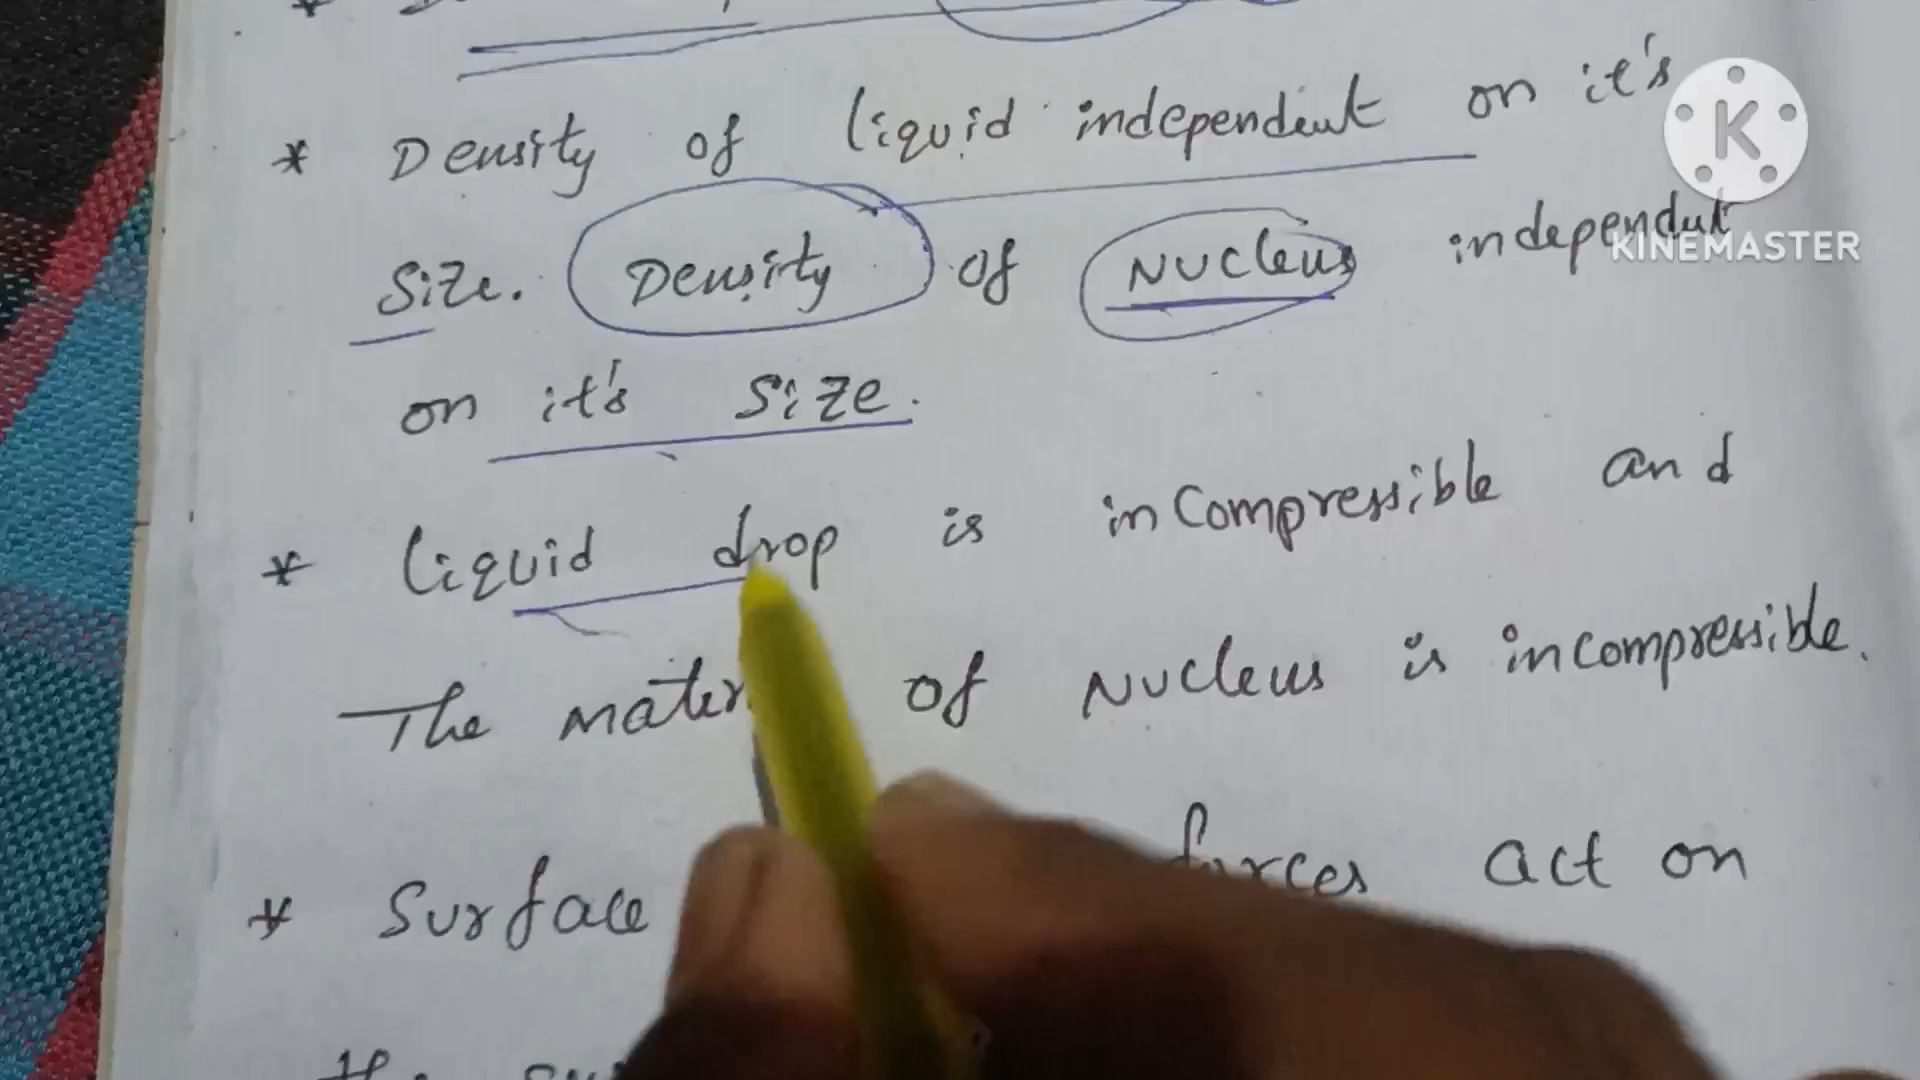 * Density of liquid independent on it's
size. Density of Nucleus independent
on it's size.
* liquid drop is incompressible and
The of Nucleus is incompressible.
* Surface forces act on
K
KINEMASTER